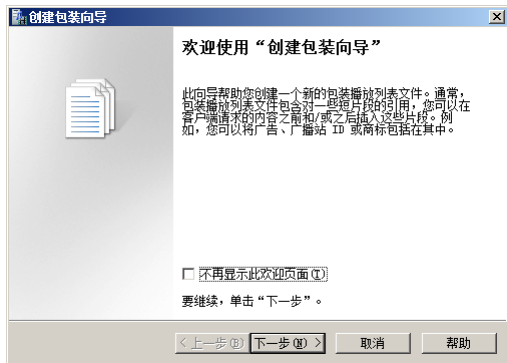 创建包装向导
欢迎使用“创建包装向导”
此向导帮助您创建一个新的包装播放列表文件。通常，
包装播放列表文件包含对一些短片段的引用，您可以在
客户端请求的内容之前和/或之后插入这些片段。例
如，您可以将广告、广播站 ID 或商标包括在其中。
不再显示此欢迎页面(T)
要继续，单击“下一步”。
< 上一步(B) 下一步(N) > 取消 帮助